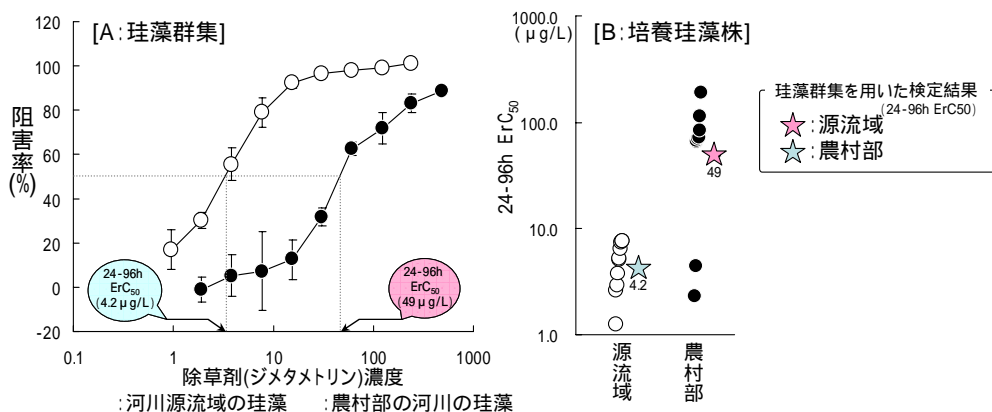 [A:珪藻群集]
120
100
80
60
40
20
0
-20
阻害率(%)
24-96h
ErC50
(4.2μg/L)
24-96h
ErC50
(49μg/L)
0.1 1 10 100 1000
除草剤(ジメタメトリン)濃度
:河川源流域の珪藻 :農村部の河川の珪藻
[B:培養珪藻株]
1000.0
(μg/L)
100.0
10.0
1.0
24-96h ErC50
49
4.2
源流域
農村部
珪藻群集を用いた検定結果
(24-96h ErC50)
:源流域
:農村部